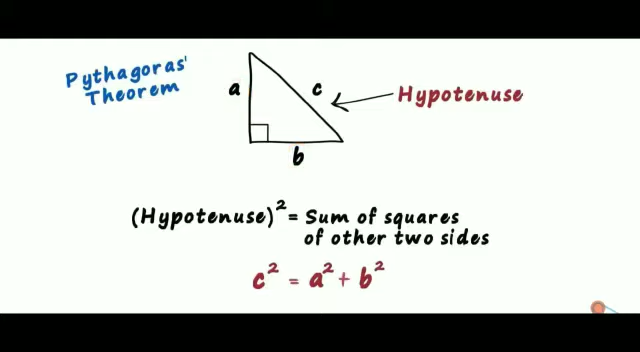 Pythagoras'
Theorem
a
c
Hypotenuse
b
(Hypotenuse)² = Sum of squares
of other two sides
c² = a² + b²